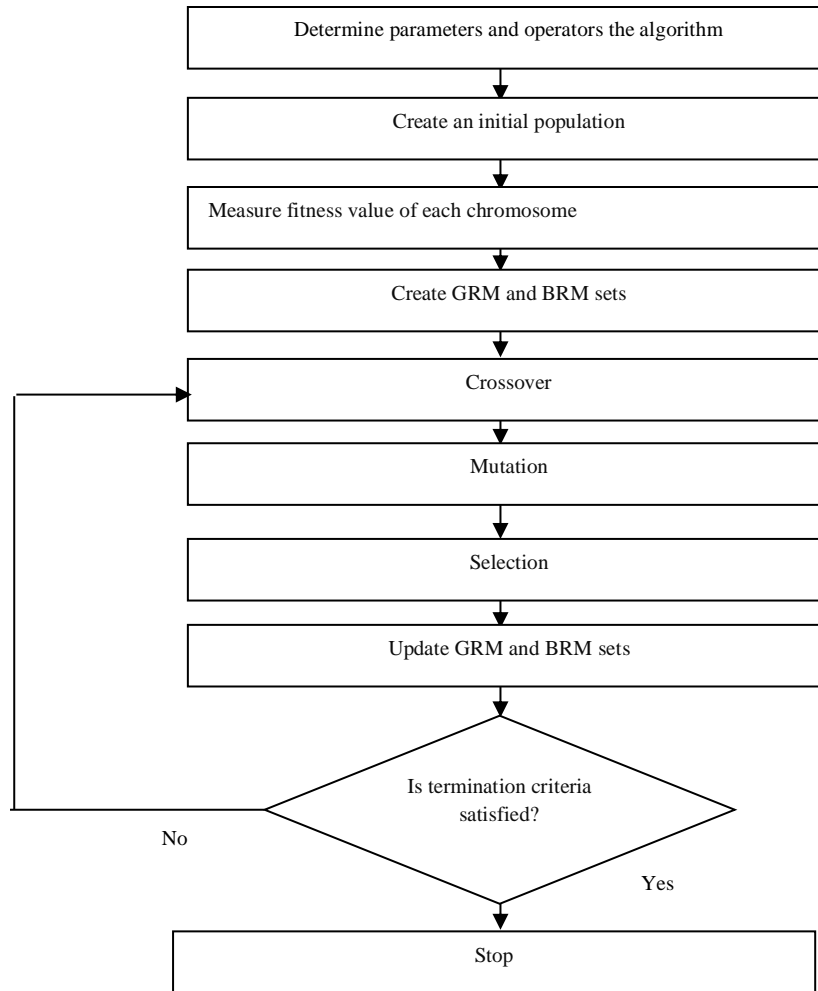 Determine parameters and operators the algorithm
Create an initial population
Measure fitness value of each chromosome
Create GRM and BRM sets
Crossover
Mutation
Selection
Update GRM and BRM sets
Is termination criteria
satisfied?
No
Yes
Stop